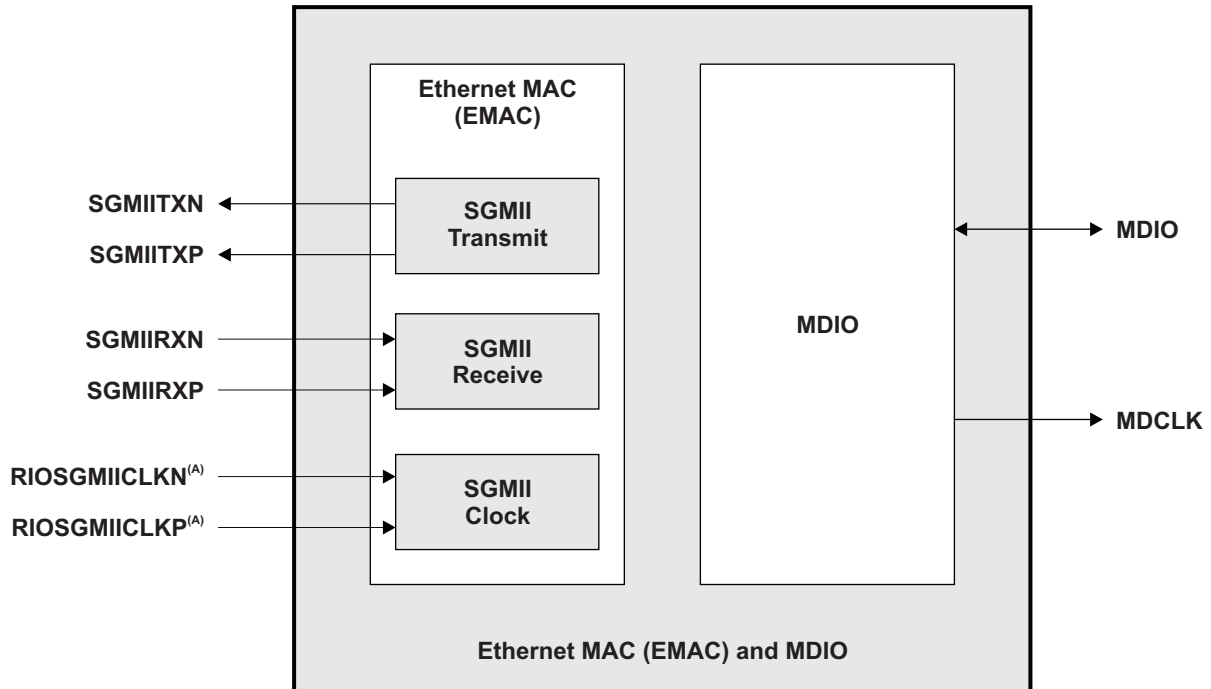 Ethernet MAC
(EMAC)
SGMIITXN
SGMIITXP
SGMII
Transmit
SGMIIRXN
SGMIIRXP
SGMII
Receive
RIOSGMIICLKN(A)
RIOSGMIICLKP(A)
SGMII
Clock
MDIO
MDIO
MDCLK
Ethernet MAC (EMAC) and MDIO